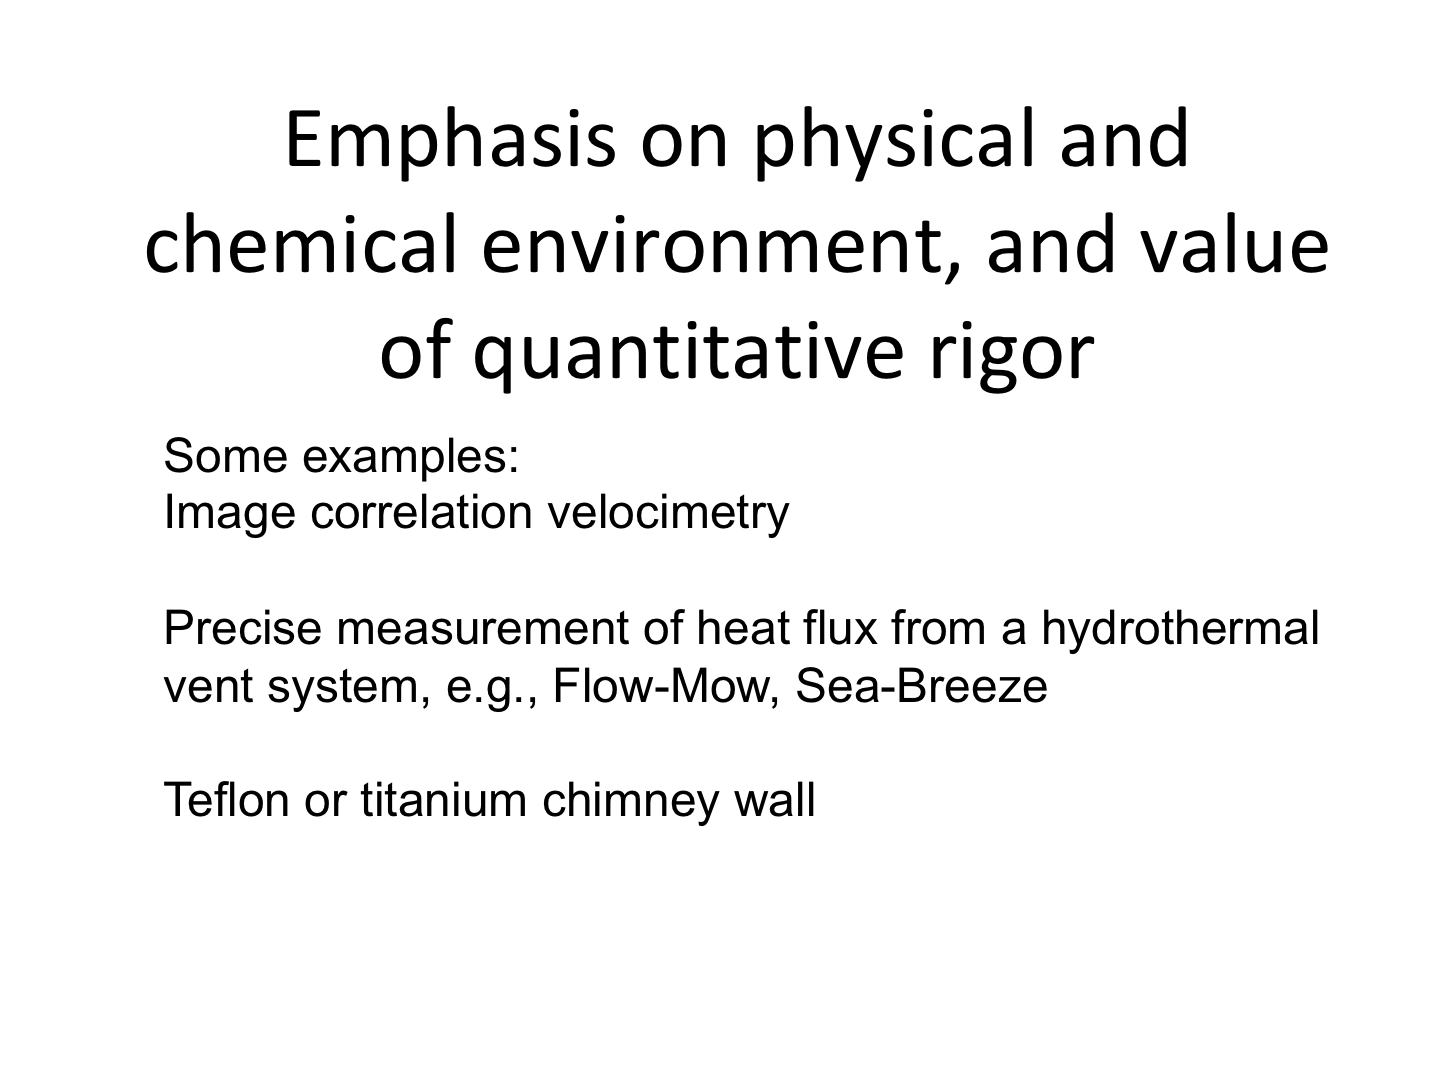 Emphasis on physical and
chemical environment, and value
of quantitative rigor
Some examples:
Image correlation velocimetry
Precise measurement of heat flux from a hydrothermal
vent system, e.g., Flow-Mow, Sea-Breeze
Teflon or titanium chimney wall